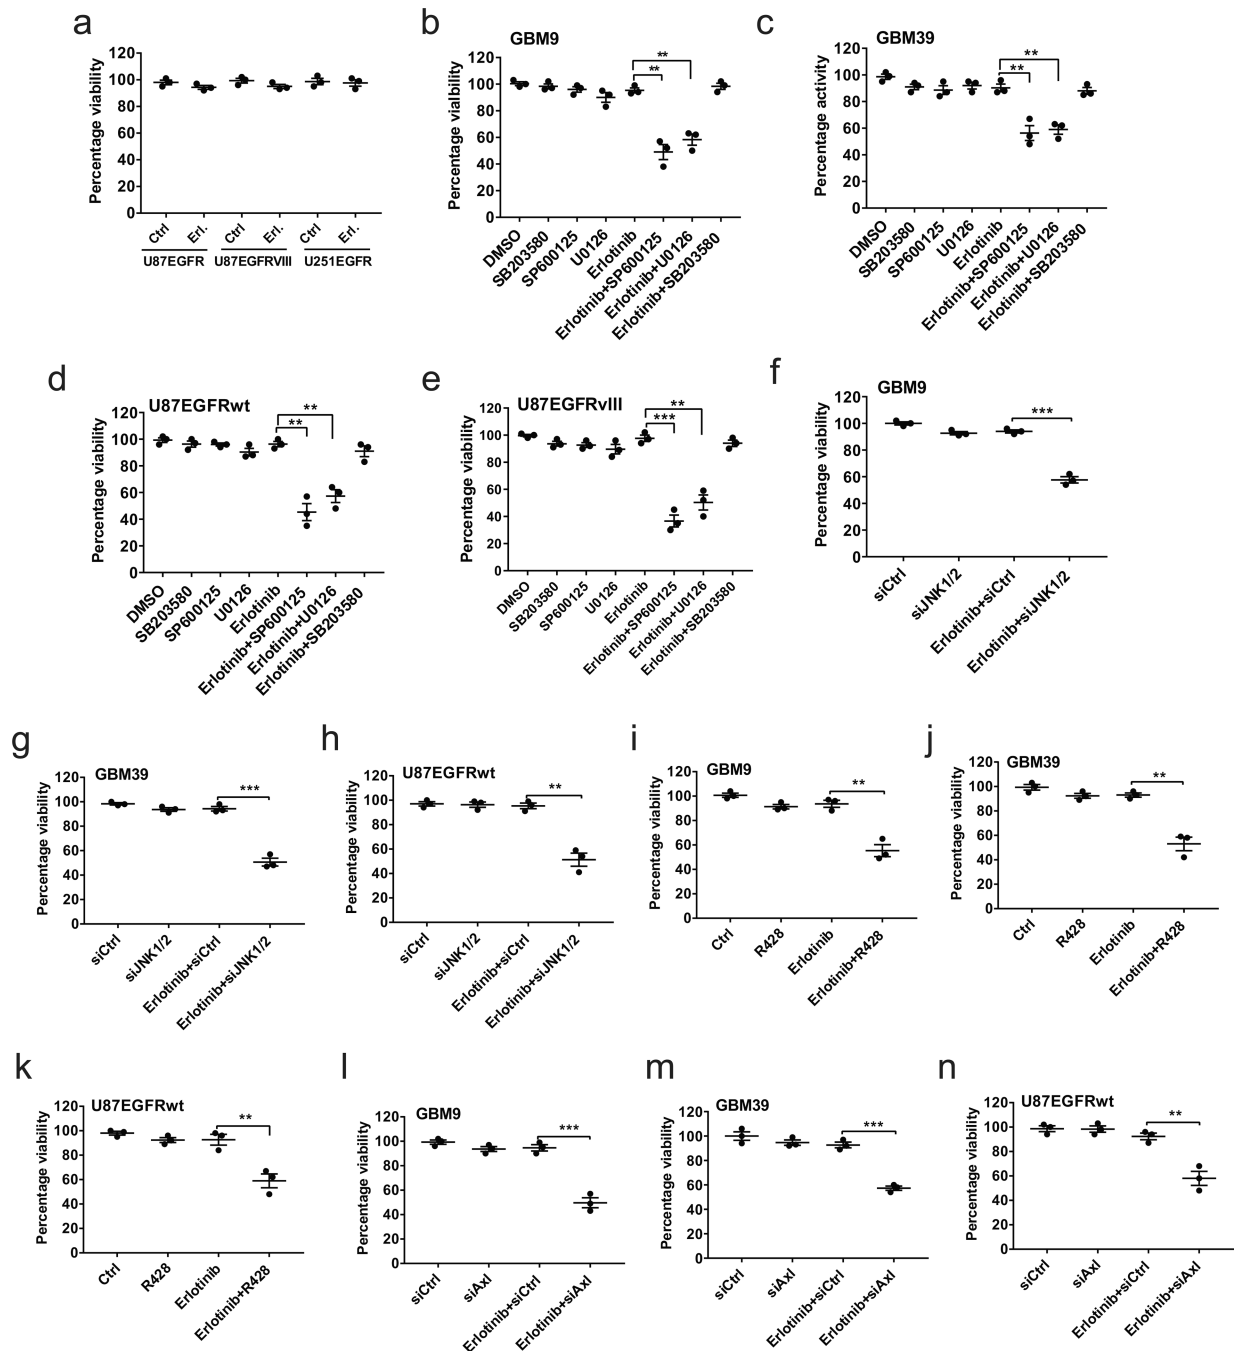 a
Percentage viability
120
100
80
60
40
20
0
Ctrl
Erl.
Ctrl
Erl.
Ctrl
Erl.
U87EGFR
U87EGFRVIII
U251EGFR
b
GBM9
Percentage vialbility
120
100
80
60
40
20
0
**
**
DMSO
SB203580
SP600125
U0126
Erlotinib
Erlotinib+SP600125
Erlotinib+U0126
Erlotinib+SB203580
c
GBM39
Percentage activity
120
100
80
60
40
20
0
**
**
DMSO
SB203580
SP600125
U0126
Erlotinib
Erlotinib+SP600125
Erlotinib+U0126
Erlotinib+SB203580
d
U87EGFRwt
Percentage viability
120
100
80
60
40
20
0
**
**
DMSO
SB203580
SP600125
U0126
Erlotinib
Erlotinib+SP600125
Erlotinib+U0126
Erlotinib+SB203580
e
U87EGFRvIII
Percentage viability
120
100
80
60
40
20
0
**
***
DMSO
SB203580
SP600125
U0126
Erlotinib
Erlotinib+SP600125
Erlotinib+U0126
Erlotinib+SB203580
f
GBM9
Percentage viability
120
100
80
60
40
20
0
***
siCtrl
siJNK1/2
Erlotinib+siCtrl
Erlotinib+siJNK1/2
g
GBM39
Percentage viability
120
100
80
60
40
20
0
***
siCtrl
siJNK1/2
Erlotinib+siCtrl
Erlotinib+siJNK1/2
h
U87EGFRwt
Percentage viability
120
100
80
60
40
20
0
**
siCtrl
siJNK1/2
Erlotinib+siCtrl
Erlotinib+siJNK1/2
i
GBM9
Percentage viability
120
100
80
60
40
20
0
**
Ctrl
R428
Erlotinib
Erlotinib+R428
j
GBM39
Percentage viability
120
100
80
60
40
20
0
**
Ctrl
R428
Erlotinib
Erlotinib+R428
k
U87EGFRwt
Percentage viability
120
100
80
60
40
20
0
**
Ctrl
R428
Erlotinib
Erlotinib+R428
l
GBM9
Percentage viability
120
100
80
60
40
20
0
***
siCtrl
siAxl
Erlotinib+siCtrl
Erlotinib+siAxl
m
GBM39
Percentage viability
120
100
80
60
40
20
0
***
siCtrl
siAxl
Erlotinib+siCtrl
Erlotinib+siAxl
n
U87EGFRwt
Percentage viability
120
100
80
60
40
20
0
**
siCtrl
siAxl
Erlotinib+siCtrl
Erlotinib+siAxl